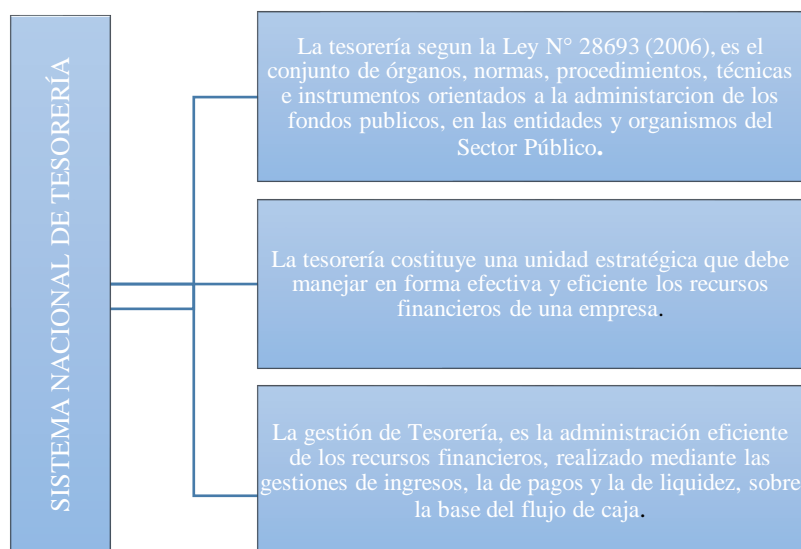 SISTEMA NACIONAL DE TESORERÍA
La tesorería segun la Ley N° 28693 (2006), es el
conjunto de órganos, normas, procedimientos, técnicas
e instrumentos orientados a la administarcion de los
fondos publicos, en las entidades y organismos del
Sector Público.
La tesorería costituye una unidad estratégica que debe
manejar en forma efectiva y eficiente los recursos
financieros de una empresa.
La gestión de Tesorería, es la administración eficiente
de los recursos financieros, realizado mediante las
gestiones de ingresos, la de pagos y la de liquidez, sobre
la base del flujo de caja.